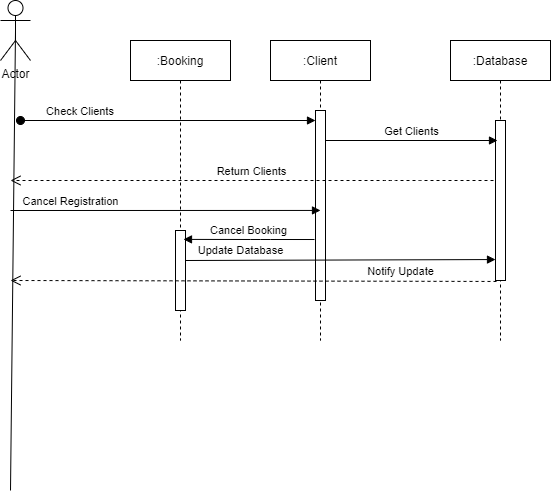 Actor
:Booking
:Client
:Database
Check Clients
Get Clients
Return Clients
Cancel Registration
Cancel Booking
Update Database
Notify Update